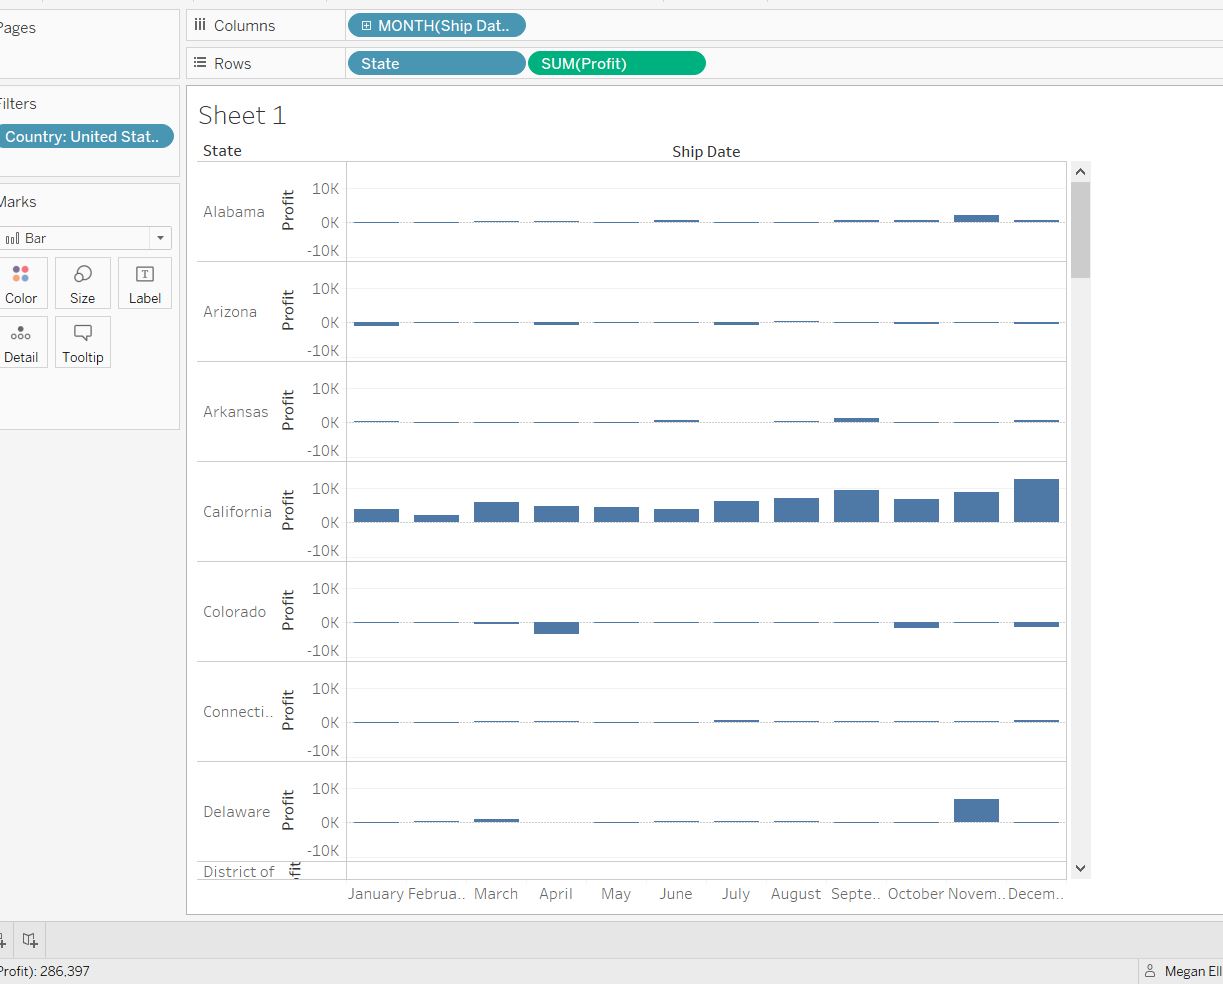 Pages
Columns
MONTH(Ship Dat..
Rows
State
SUM(Profit)
Filters
Country: United Stat..
Marks
Bar
Color
Size
T
Label
Detail
Tooltip
Sheet 1
State
Ship Date
Alabama
Profit
10K
0K
-10K
Arizona
Profit
10K
0K
-10K
Arkansas
Profit
10K
0K
-10K
California
Profit
10K
0K
-10K
Colorado
Profit
10K
0K
-10K
Connecti..
Profit
10K
0K
-10K
Delaware
Profit
10K
0K
-10K
District of
fit
January Februa.. March April May June July August Septe.. October Novem.. Decem..
Profit): 286,397
Megan Ell